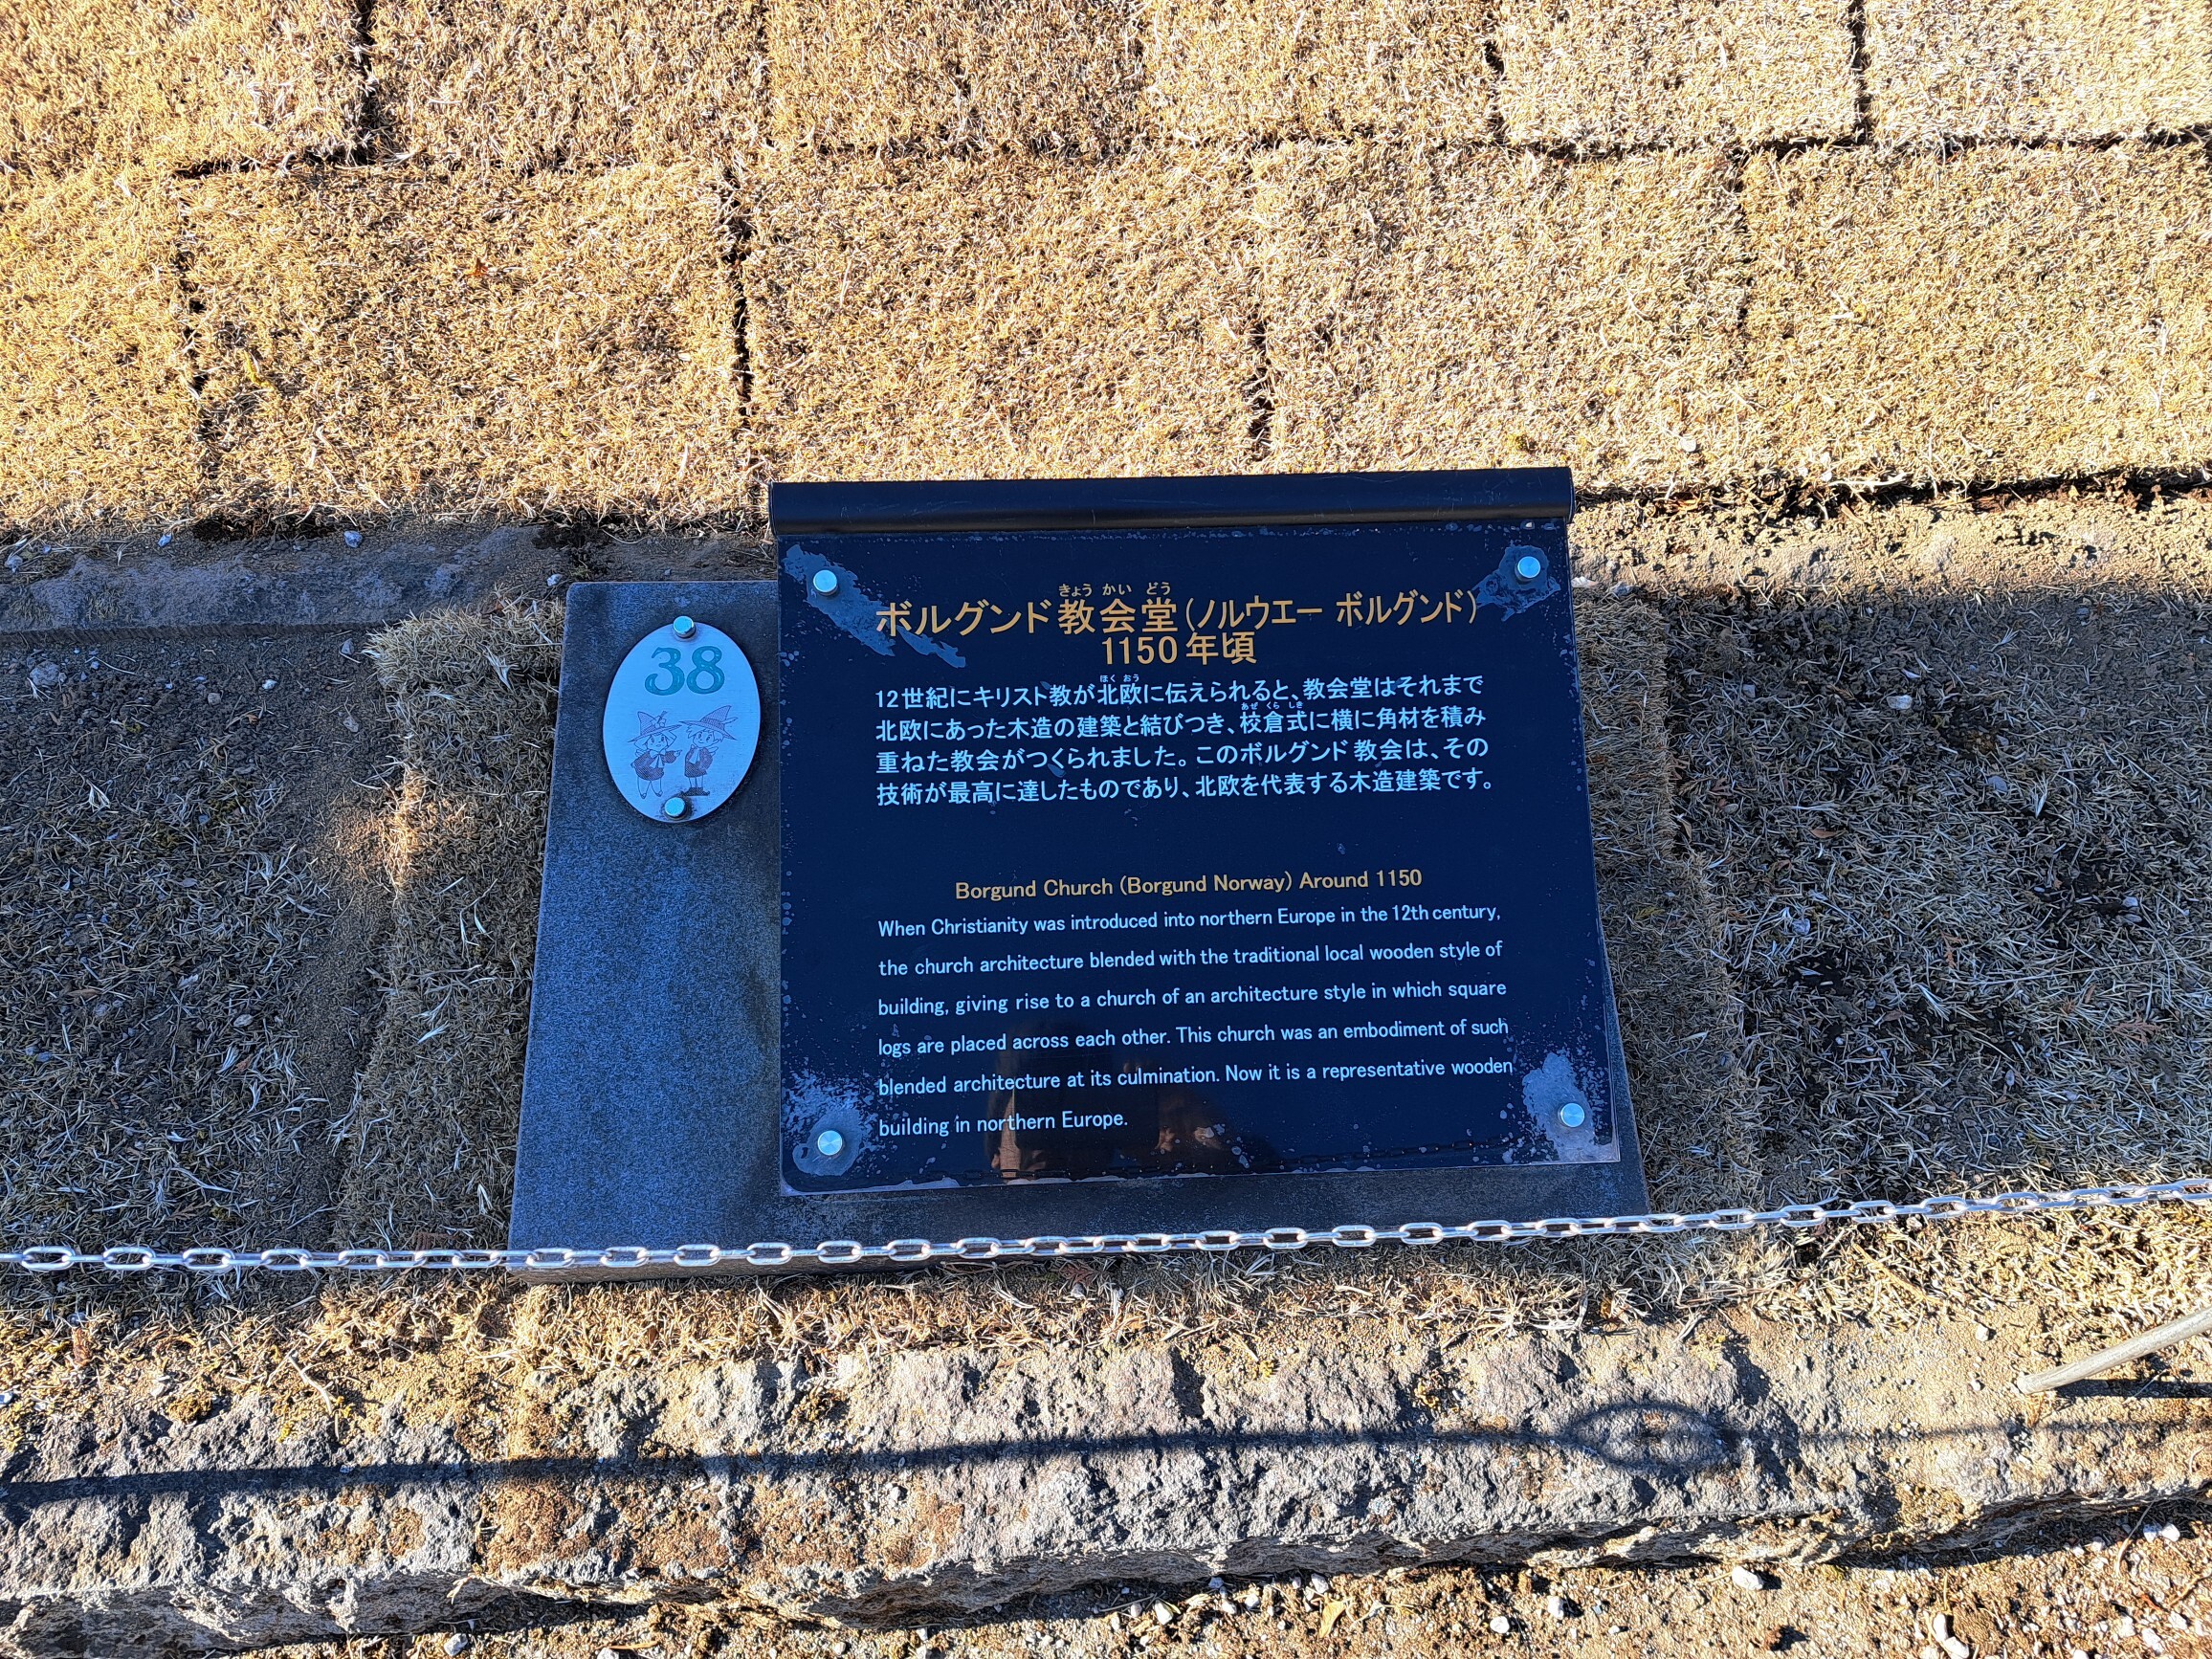 38
きょう かい どう
ボルグンド教会堂(ノルウエー ボルグンド)
1150年頃
ほく おう
12世紀にキリスト教が北欧に伝えられると、教会堂はそれまで
あぜ くら しき
北欧にあった木造の建築と結びつき、校倉式に横に角材を積み
重ねた教会がつくられました。このボルグンド教会は、その
技術が最高に達したものであり、北欧を代表する木造建築です。
Borgund Church (Borgund Norway) Around 1150
When Christianity was introduced into northern Europe in the 12th century,
the church architecture blended with the traditional local wooden style of
building, giving rise to a church of an architecture style in which square
logs are placed across each other. This church was an embodiment of such
blended architecture at its culmination. Now it is a representative wooden
building in northern Europe.